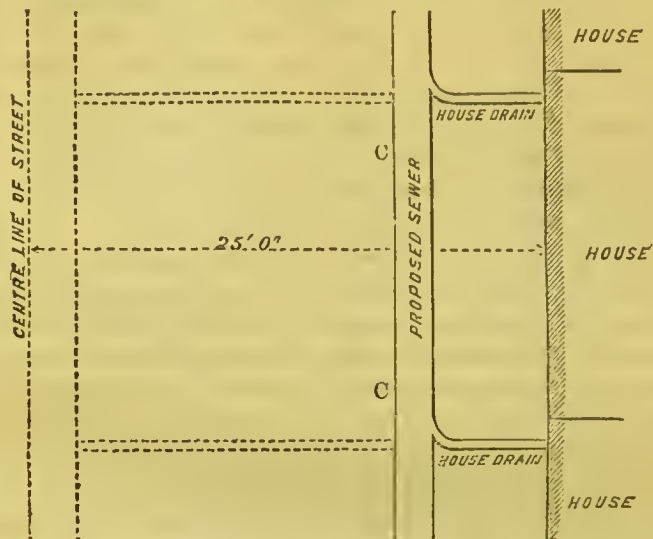 HOUSE
HOUSE DRAIN
C
CENTRE LINE OF STREET
25' 0"
PROPOSED SEWER
HOUSE
C
HOUSE DRAIN
HOUSE